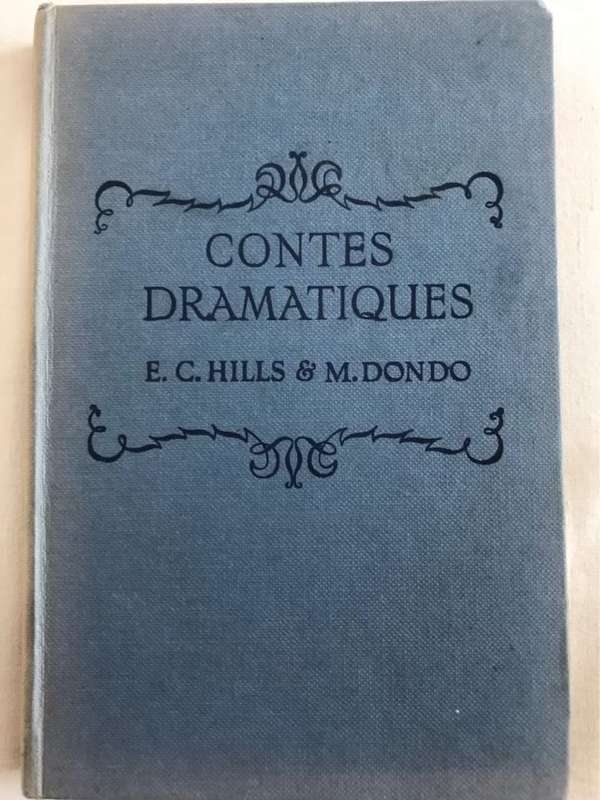 CONTES
DRAMATIQUES
E. C. HILLS & M. DONDO